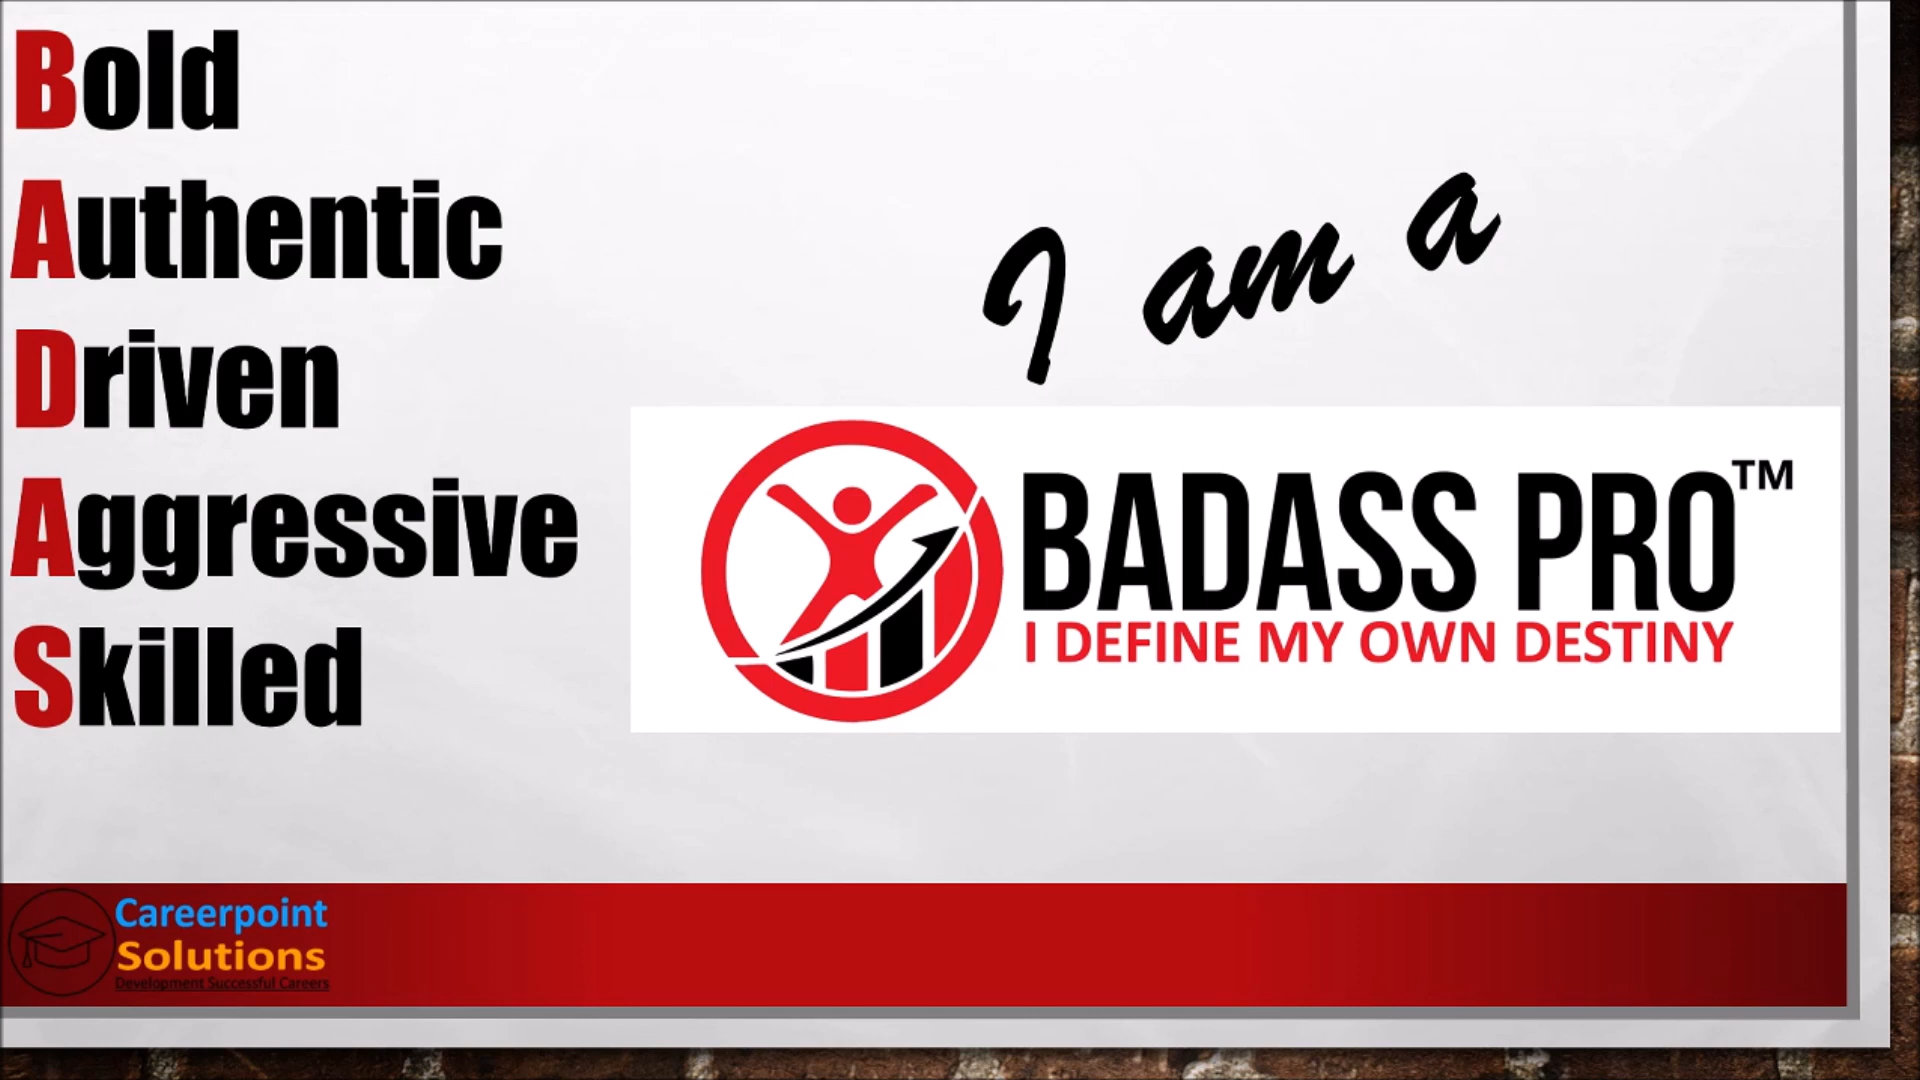 Bold
Authentic
Driven
Aggressive
Skilled
I am a
BADASS PRO™
I DEFINE MY OWN DESTINY
Careerpoint
Solutions
Development Successful Careers